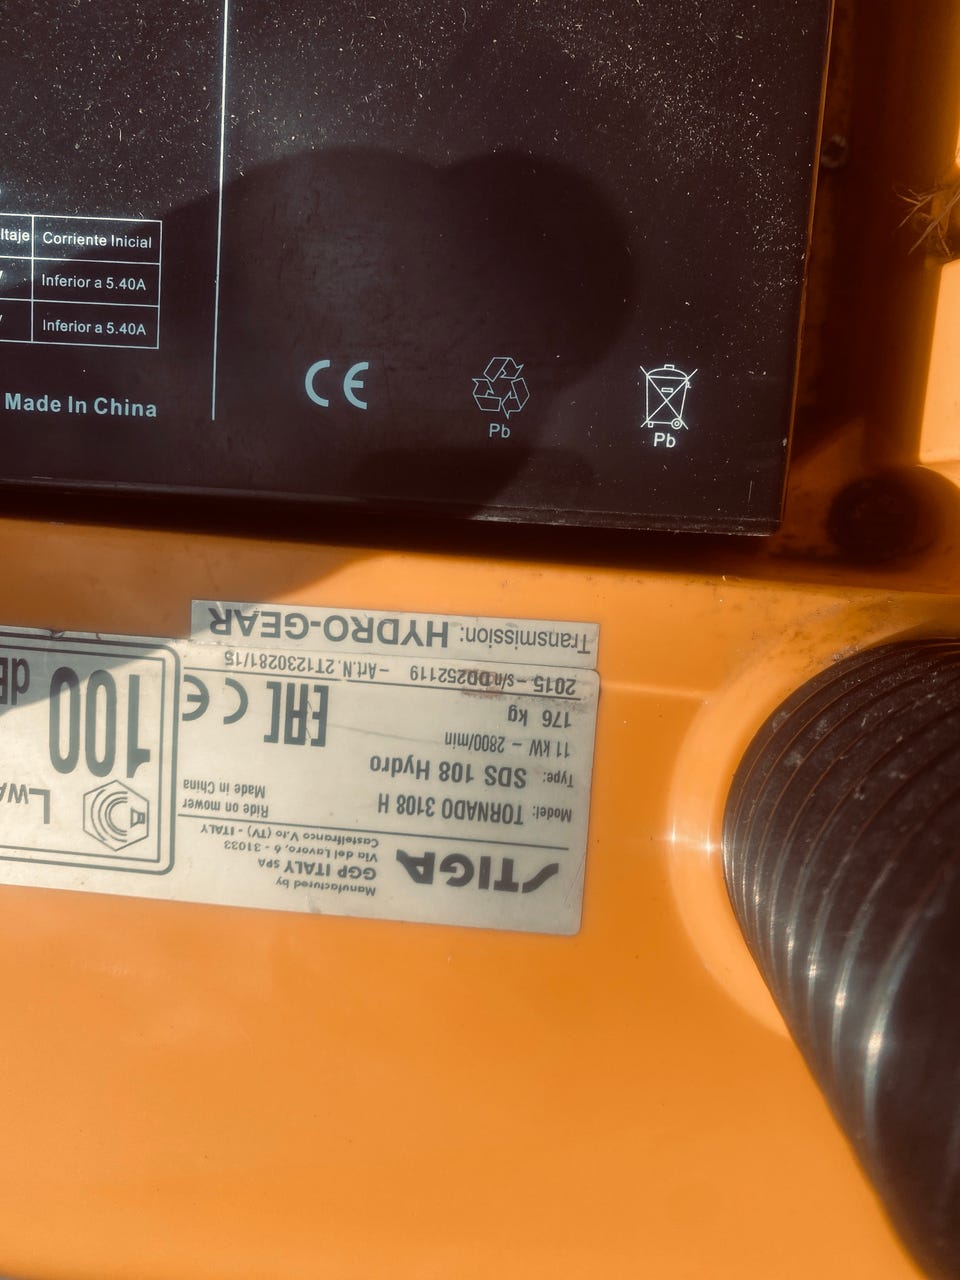 ltaje Corriente Inicial
Inferior a 5.40A
Inferior a 5.40A
Made In China
CE
Pb
Pb
STIGA
Manufactured by
GGP ITALY SPA
Via del Lavoro, 6 - 31033
Castelfranco V.to (TV) - ITALY
Model: TORNADO 3108 H
Type: SDS 108 Hydro
11 kW - 2800/min
176 kg
Ride on mower
Made in China
EAC CE
2015 - s/n DD252119 - Art.N. 2T1230281/15
Transmission: HYDRO-GEAR
LWA
100 dB